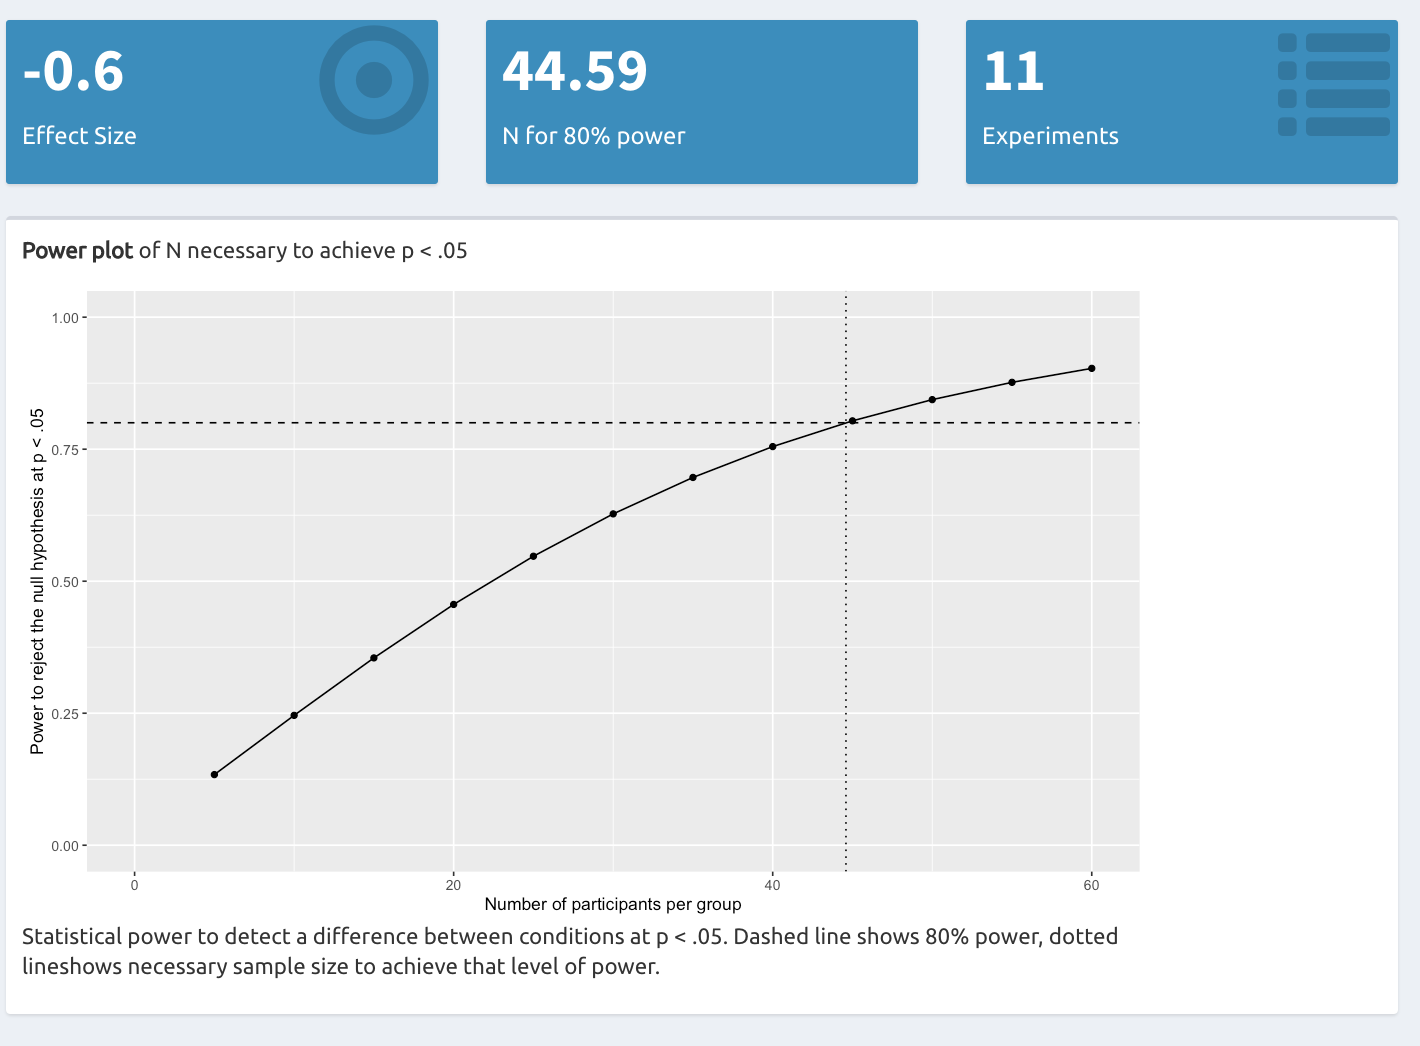 -0.6
Effect Size
44.59
N for 80% power
11
Experiments
Power plot of N necessary to achieve p < .05
Power to reject the null hypothesis at p < .05
1.00
0.75
0.50
0.25
0.00
0
20
40
60
Number of participants per group
Statistical power to detect a difference between conditions at p < .05. Dashed line shows 80% power, dotted
lineshows necessary sample size to achieve that level of power.